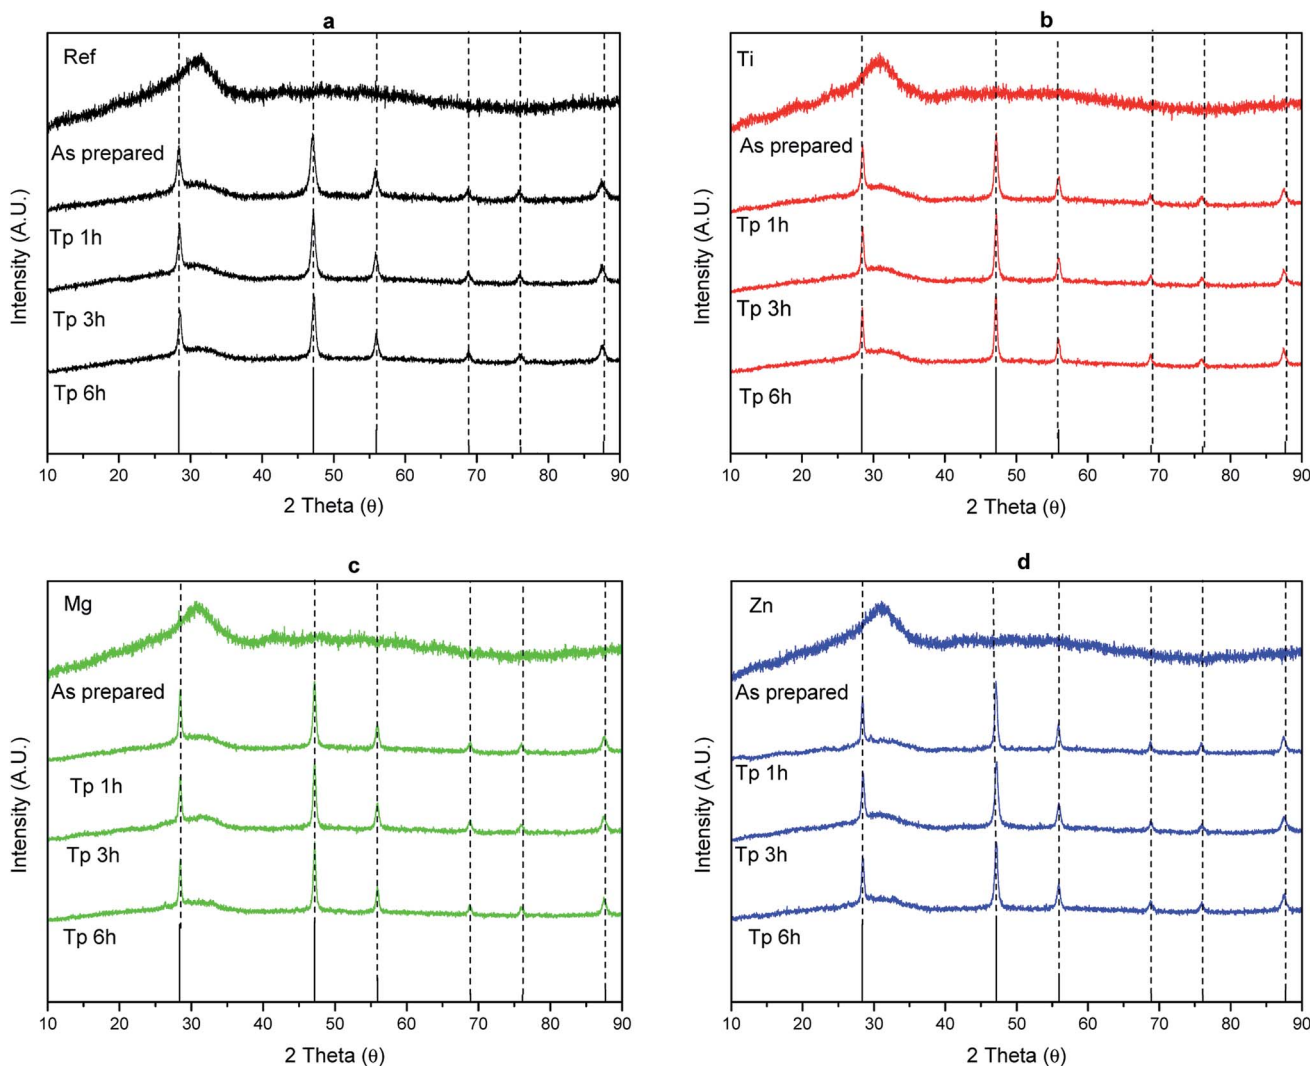 a
Ref
As prepared
Tp 1h
Tp 3h
Tp 6h
Intensity (A.U.)
10 20 30 40 50 60 70 80 90
2 Theta (θ)
b
Ti
As prepared
Tp 1h
Tp 3h
Tp 6h
Intensity (A.U.)
10 20 30 40 50 60 70 80 90
2 Theta (θ)
c
Mg
As prepared
Tp 1h
Tp 3h
Tp 6h
Intensity (A.U.)
10 20 30 40 50 60 70 80 90
2 Theta (θ)
d
Zn
As prepared
Tp 1h
Tp 3h
Tp 6h
Intensity (A.U.)
10 20 30 40 50 60 70 80 90
2 Theta (θ)